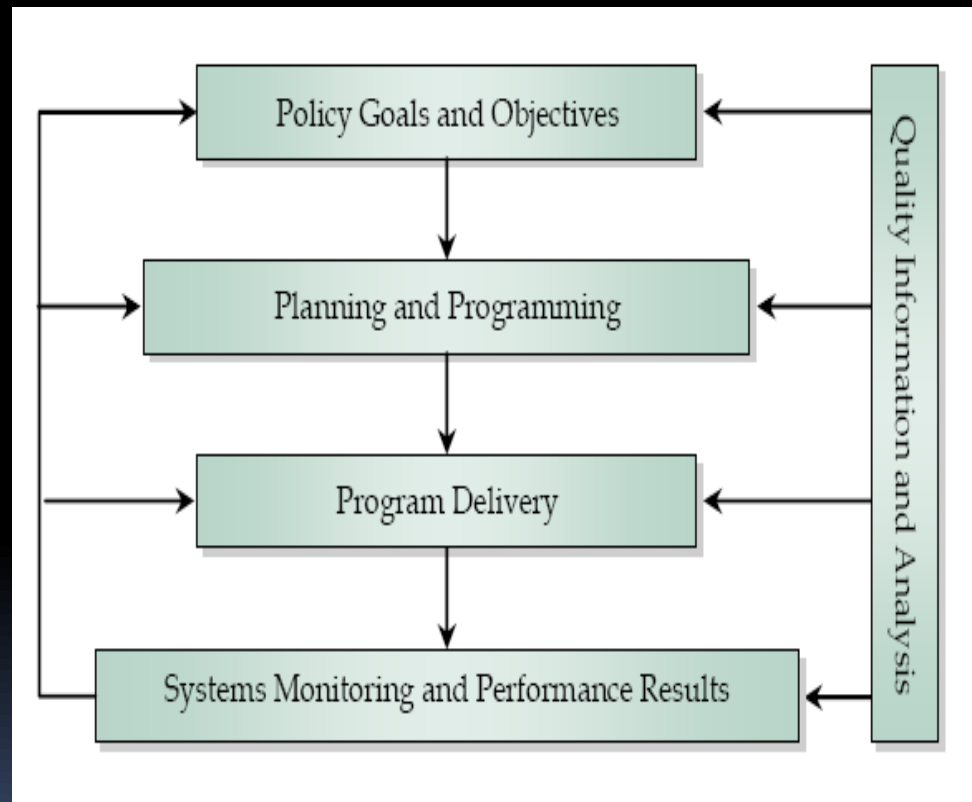 Policy Goals and Objectives
Planning and Programming
Program Delivery
Systems Monitoring and Performance Results
Quality Information and Analysis